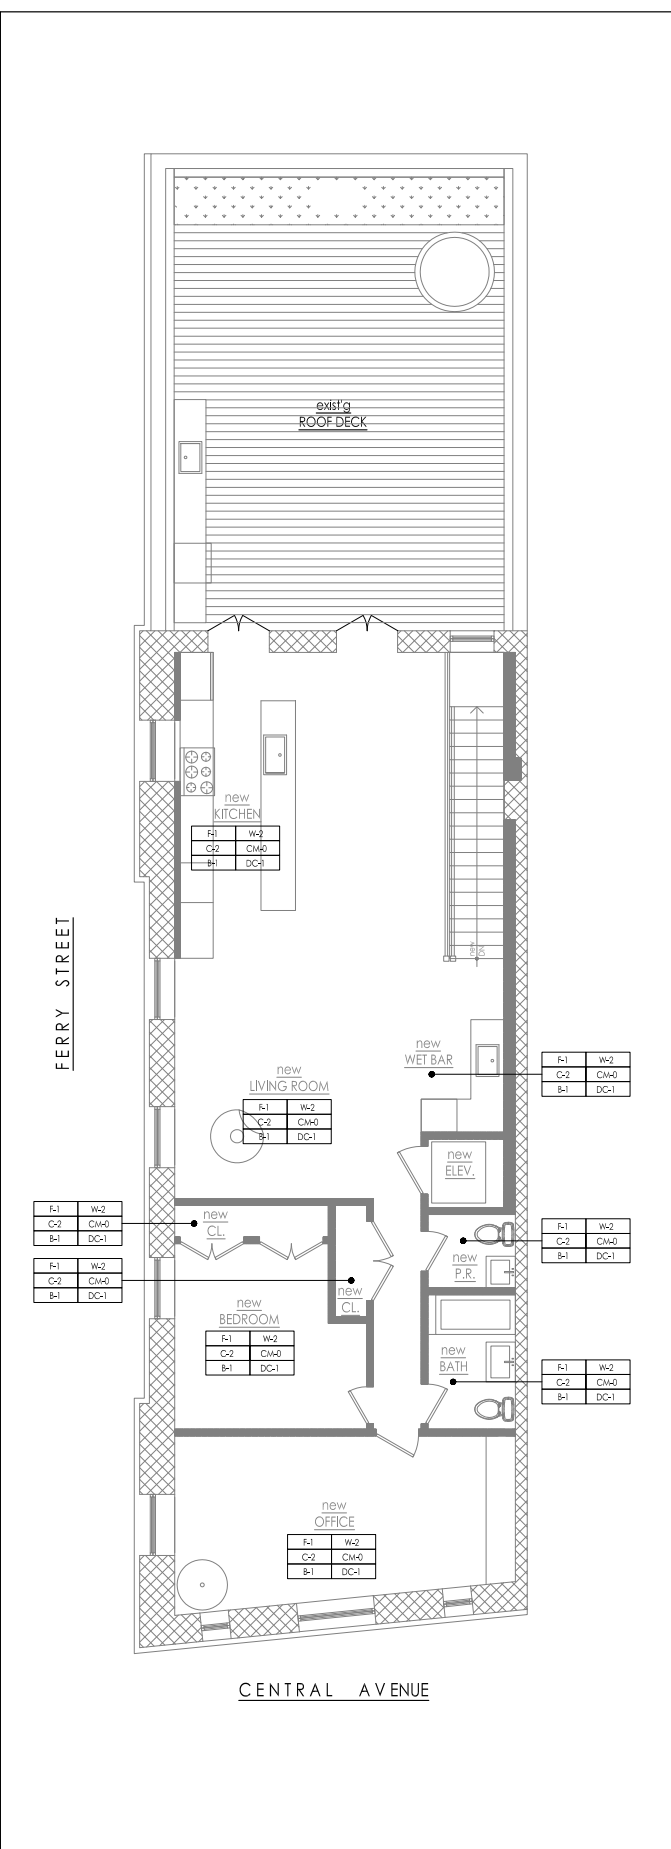 exist'g
ROOF DECK
new
KITCHEN
F-1 W-2
C-2 CM-0
B-1 DC-1
FERRY STREET
new
DN
new
WET BAR
F-1 W-2
C-2 CM-0
B-1 DC-1
new
LIVING ROOM
F-1 W-2
C-2 CM-0
B-1 DC-1
new
ELEV.
F-1 W-2
C-2 CM-0
B-1 DC-1
new
CL.
F-1 W-2
C-2 CM-0
B-1 DC-1
new
CL.
new
P.R.
F-1 W-2
C-2 CM-0
B-1 DC-1
new
BEDROOM
F-1 W-2
C-2 CM-0
B-1 DC-1
new
BATH
F-1 W-2
C-2 CM-0
B-1 DC-1
new
OFFICE
F-1 W-2
C-2 CM-0
B-1 DC-1
CENTRAL AVENUE